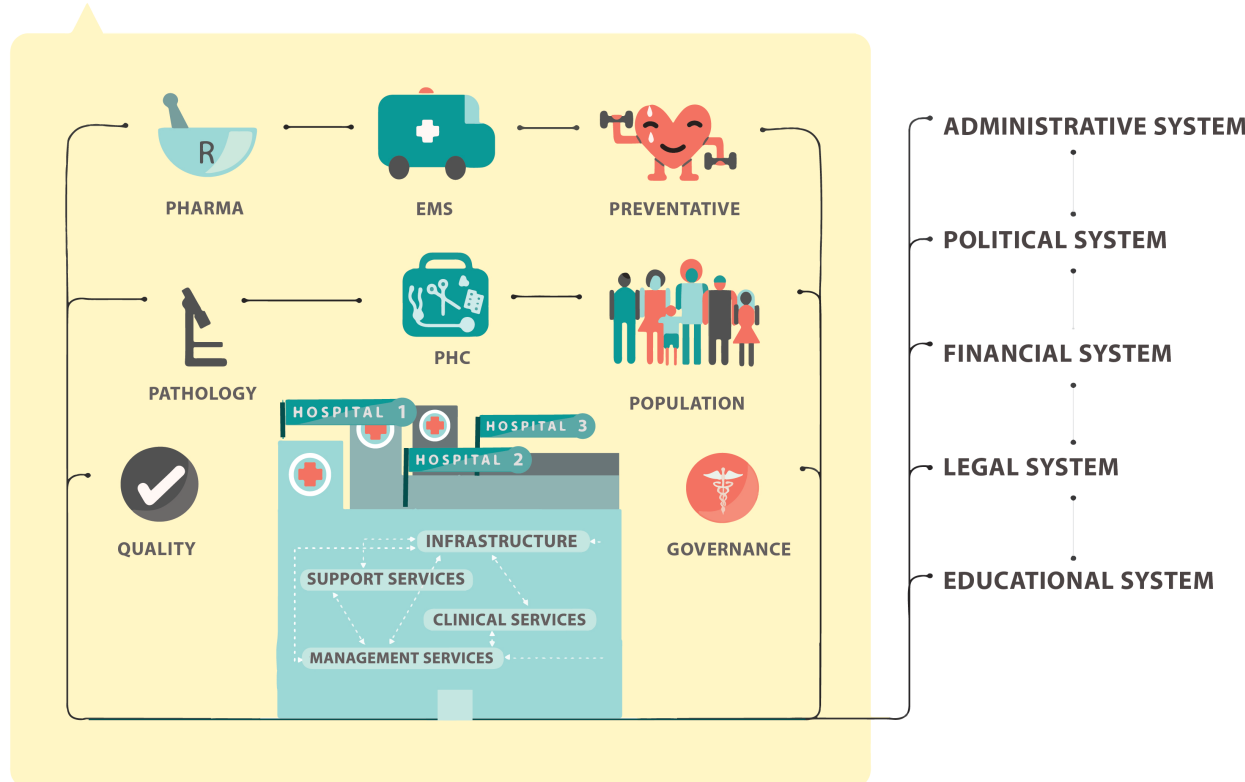 R
PHARMA
EMS
PREVENTATIVE
PATHOLOGY
PHC
POPULATION
HOSPITAL 1
HOSPITAL 3
HOSPITAL 2
QUALITY
GOVERNANCE
INFRASTRUCTURE
SUPPORT SERVICES
CLINICAL SERVICES
MANAGEMENT SERVICES
ADMINISTRATIVE SYSTEM
POLITICAL SYSTEM
FINANCIAL SYSTEM
LEGAL SYSTEM
EDUCATIONAL SYSTEM